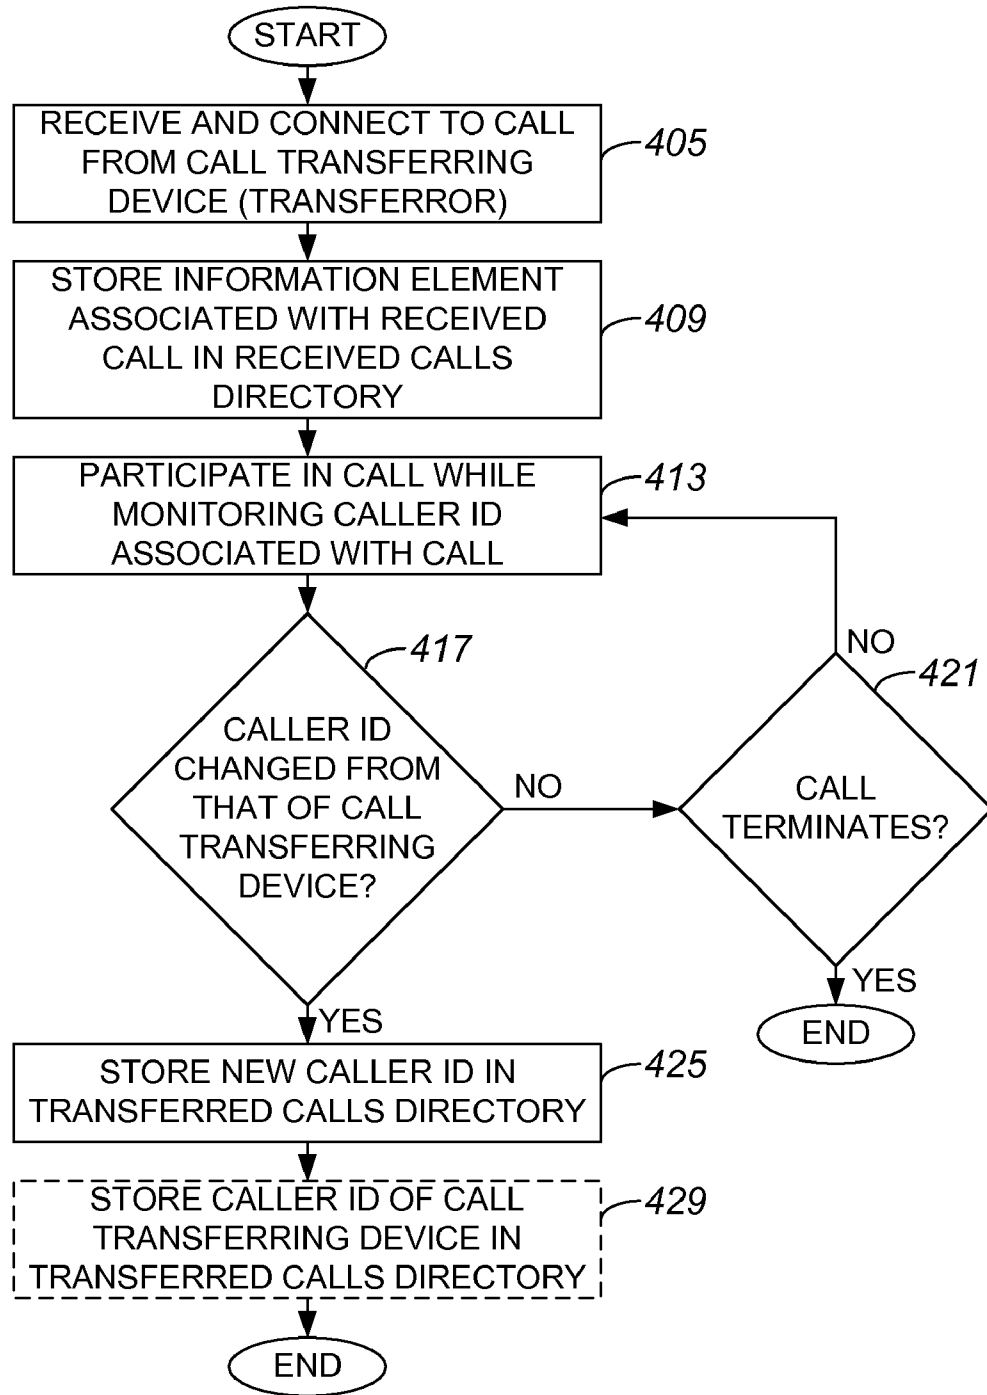 START
RECEIVE AND CONNECT TO CALL
FROM CALL TRANSFERRING
DEVICE (TRANSFERROR)
405
STORE INFORMATION ELEMENT
ASSOCIATED WITH RECEIVED
CALL IN RECEIVED CALLS
DIRECTORY
409
PARTICIPATE IN CALL WHILE
MONITORING CALLER ID
ASSOCIATED WITH CALL
413
417
CALLER ID
CHANGED FROM
THAT OF CALL
TRANSFERRING
DEVICE?
NO
NO
421
CALL
TERMINATES?
YES
END
YES
STORE NEW CALLER ID IN
TRANSFERRED CALLS DIRECTORY
425
STORE CALLER ID OF CALL
TRANSFERRING DEVICE IN
TRANSFERRED CALLS DIRECTORY
429
END